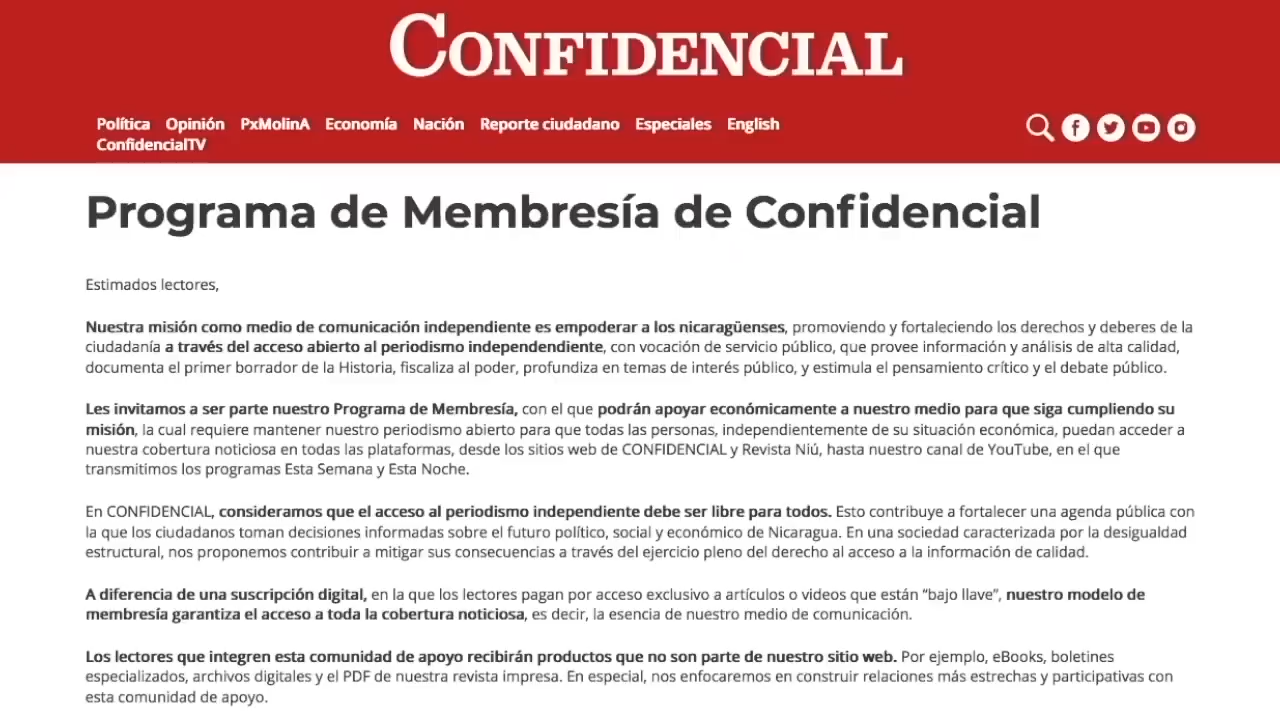 CONFIDENCIAL
Política Opinión PxMolinA Economía Nación Reporte ciudadano Especiales English
ConfidencialTV
Programa de Membresía de Confidencial
Estimados lectores,
Nuestra misión como medio de comunicación independiente es empoderar a los nicaragüenses, promoviendo y fortaleciendo los derechos y deberes de la
ciudadanía a través del acceso abierto al periodismo independendiente, con vocación de servicio público, que provee información y análisis de alta calidad,
documenta el primer borrador de la Historia, fiscaliza al poder, profundiza en temas de interés público, y estimula el pensamiento crítico y el debate público.
Les invitamos a ser parte nuestro Programa de Membresía, con el que podrán apoyar económicamente a nuestro medio para que siga cumpliendo su
misión, la cual requiere mantener nuestro periodismo abierto para que todas las personas, independientemente de su situación económica, puedan acceder a
nuestra cobertura noticiosa en todas las plataformas, desde los sitios web de CONFIDENCIAL y Revista Niú, hasta nuestro canal de YouTube, en el que
transmitimos los programas Esta Semana y Esta Noche.
En CONFIDENCIAL, consideramos que el acceso al periodismo independiente debe ser libre para todos. Esto contribuye a fortalecer una agenda pública con
la que los ciudadanos toman decisiones informadas sobre el futuro político, social y económico de Nicaragua. En una sociedad caracterizada por la desigualdad
estructural, nos proponemos contribuir a mitigar sus consecuencias a través del ejercicio pleno del derecho al acceso a la información de calidad.
A diferencia de una suscripción digital, en la que los lectores pagan por acceso exclusivo a artículos o videos que están “bajo llave”, nuestro modelo de
membresía garantiza el acceso a toda la cobertura noticiosa, es decir, la esencia de nuestro medio de comunicación.
Los lectores que integren esta comunidad de apoyo recibirán productos que no son parte de nuestro sitio web. Por ejemplo, eBooks, boletines
especializados, archivos digitales y el PDF de nuestra revista impresa. En especial, nos enfocaremos en construir relaciones más estrechas y participativas con
esta comunidad de apoyo.